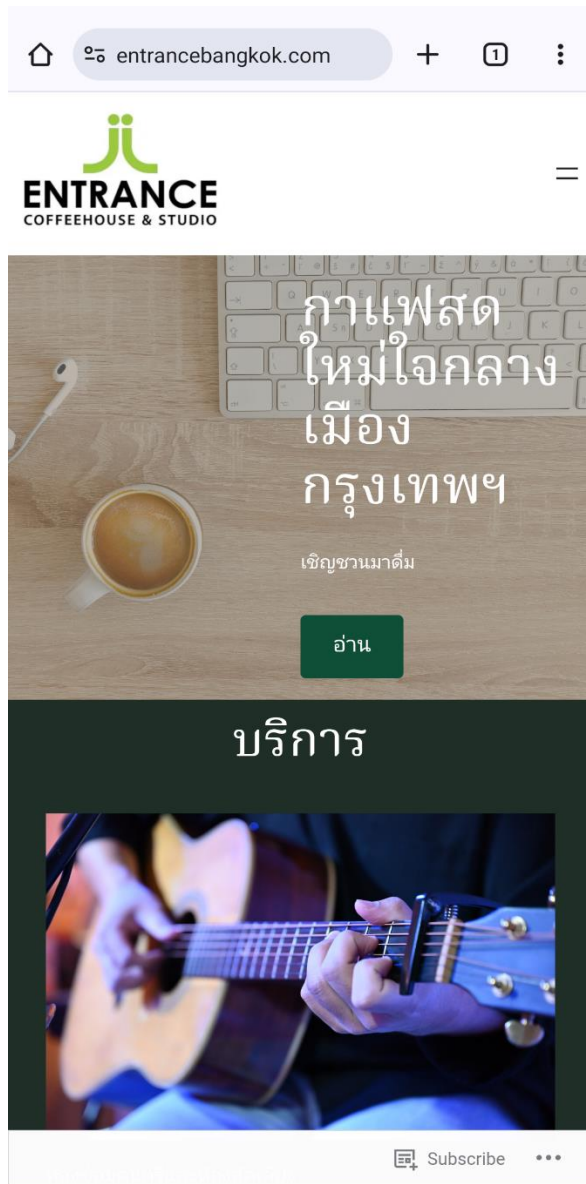 entrancebangkok.com
1
ENTRANCE
COFFEEHOUSE & STUDIO
กาแฟสด
ใหม่ใจกลาง
เมือง
กรุงเทพฯ
เชิญชวนมาดื่ม
อ่าน
บริการ
Subscribe